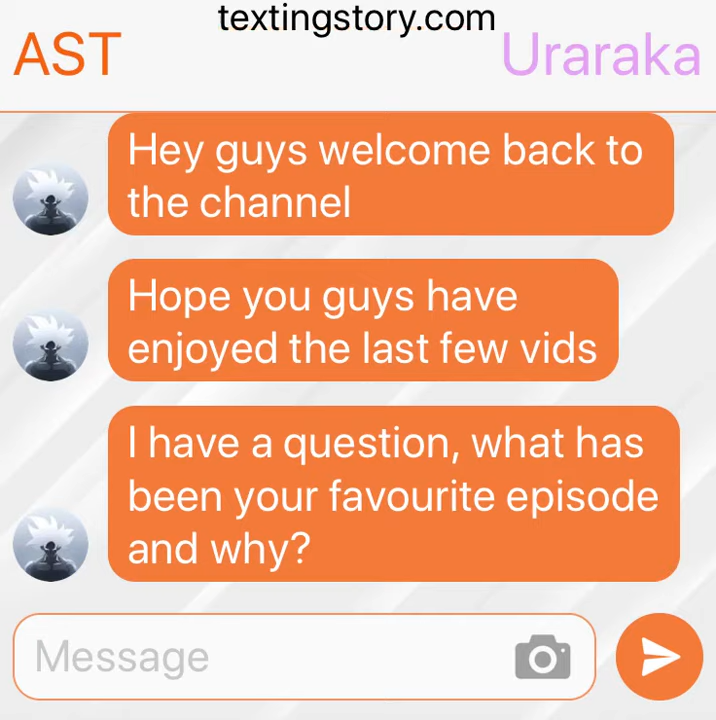 textingstory.com
AST
Uraraka
Hey guys welcome back to
the channel
Hope you guys have
enjoyed the last few vids
I have a question, what has
been your favourite episode
and why?
Message